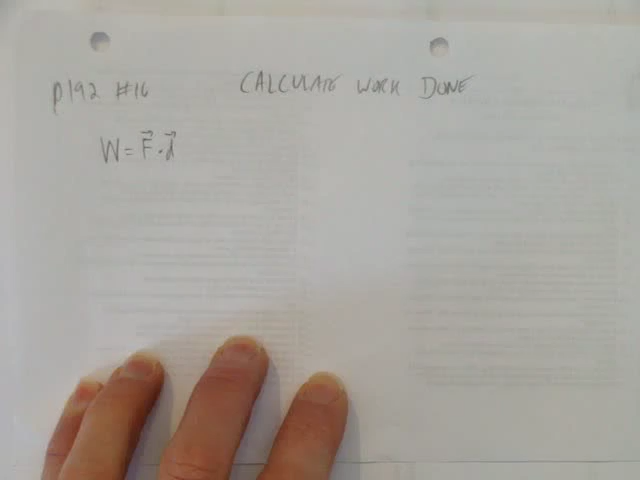 p192 #16 CALCULATE WORK DONE
W = F⃗ · d⃗